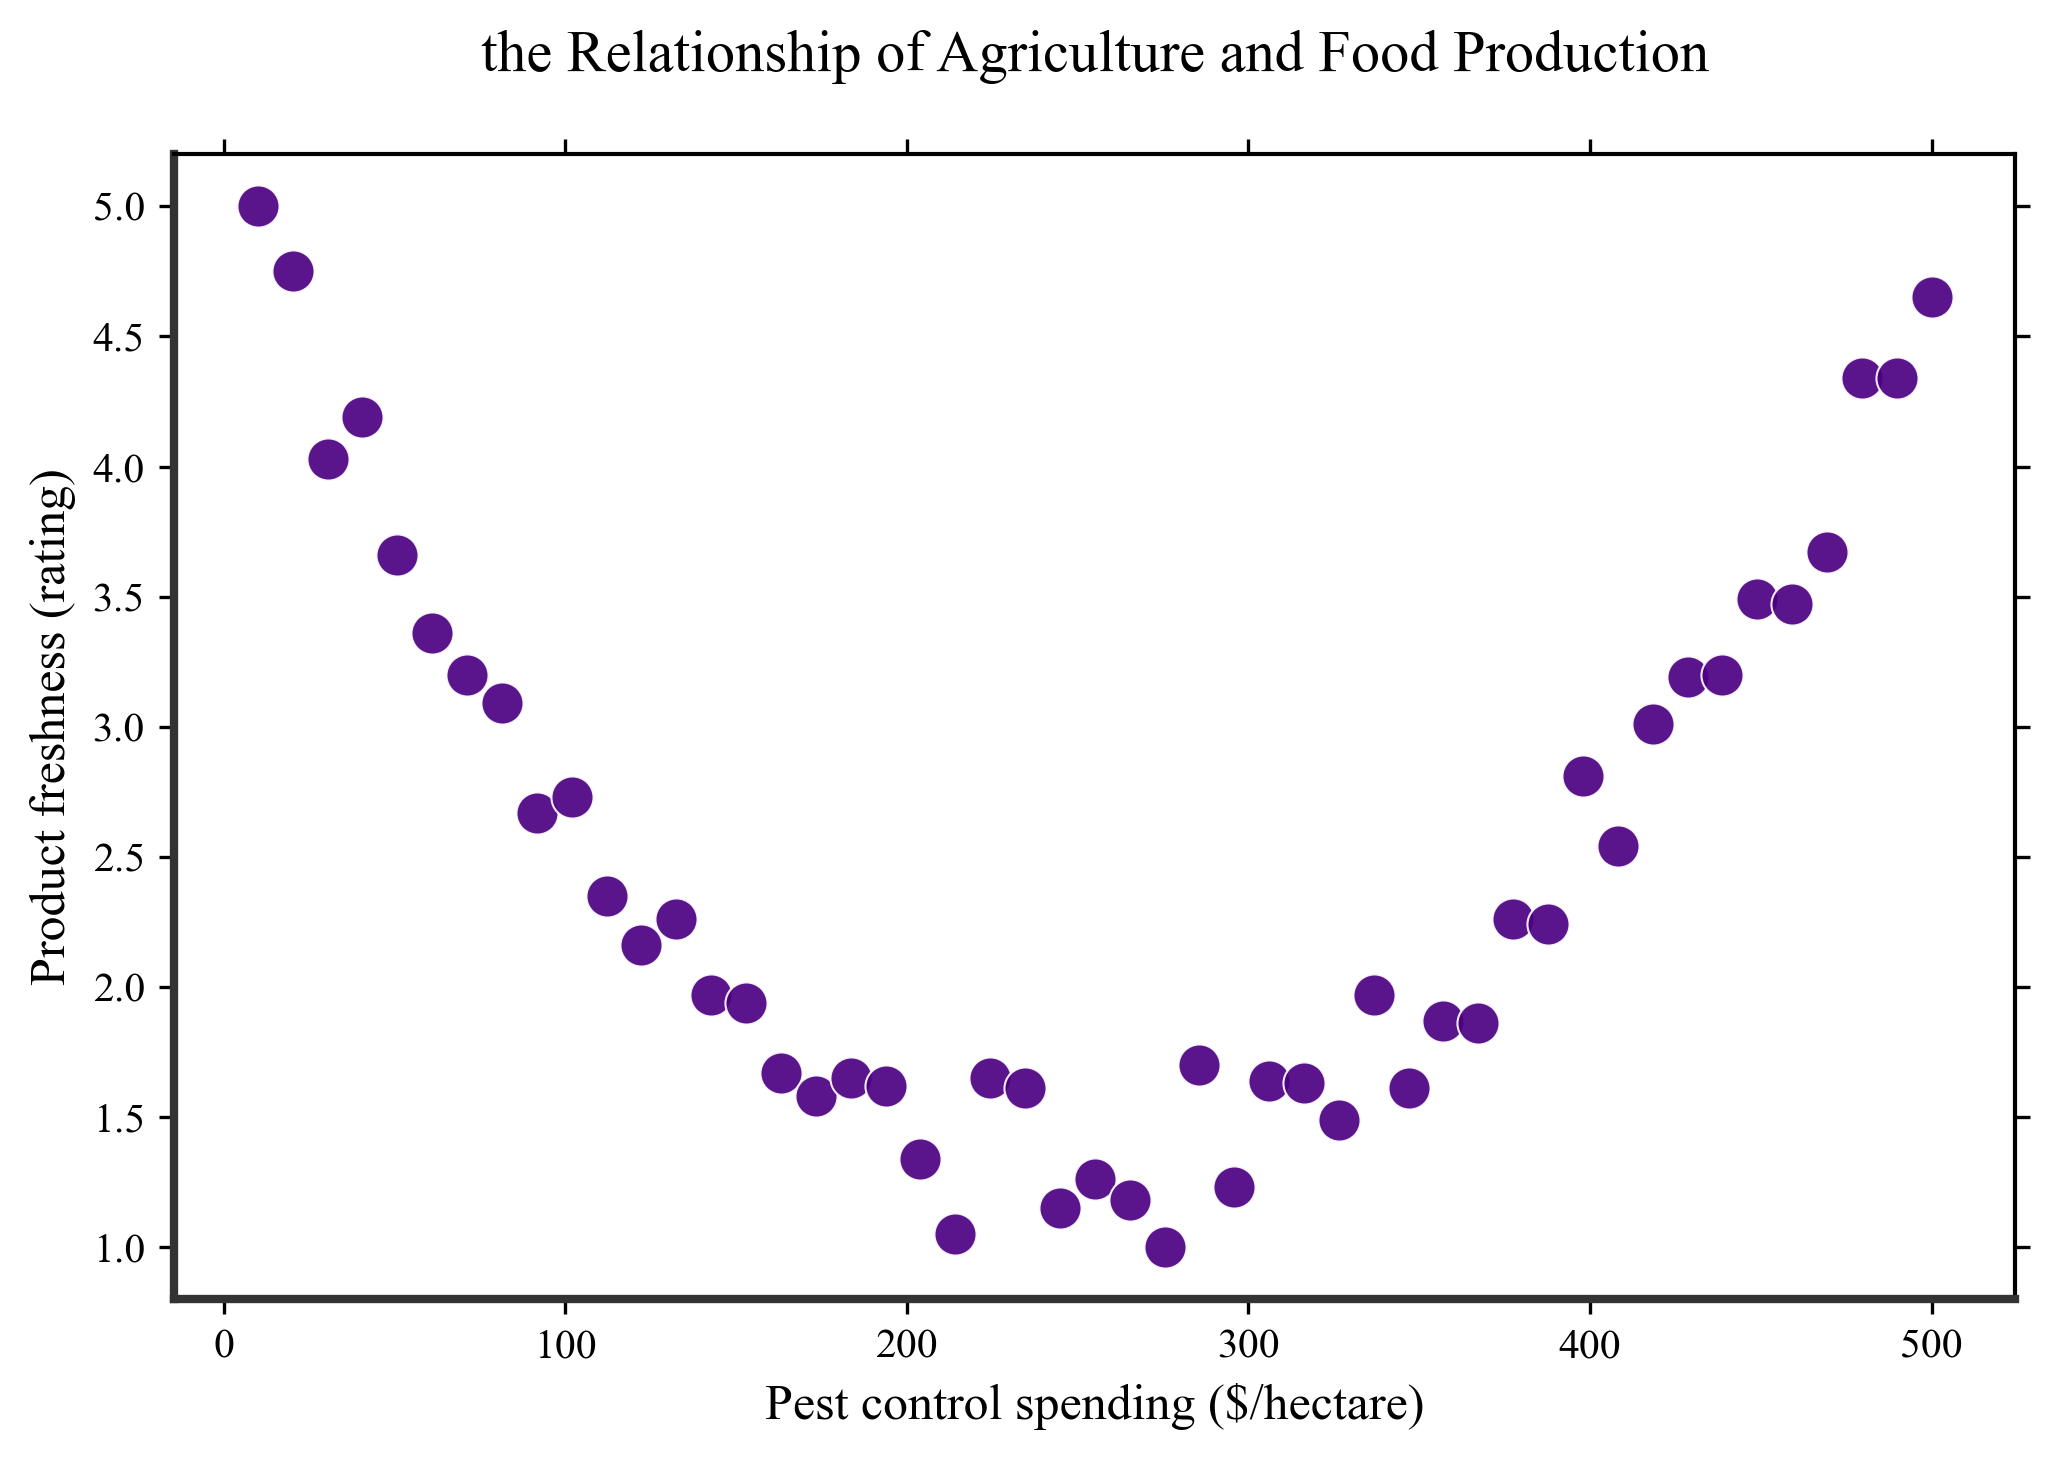 the Relationship of Agriculture and Food Production
5.0
4.5
4.0
3.5
3.0
2.5
2.0
1.5
1.0
Product freshness (rating)
0 100 200 300 400 500
Pest control spending ($/hectare)